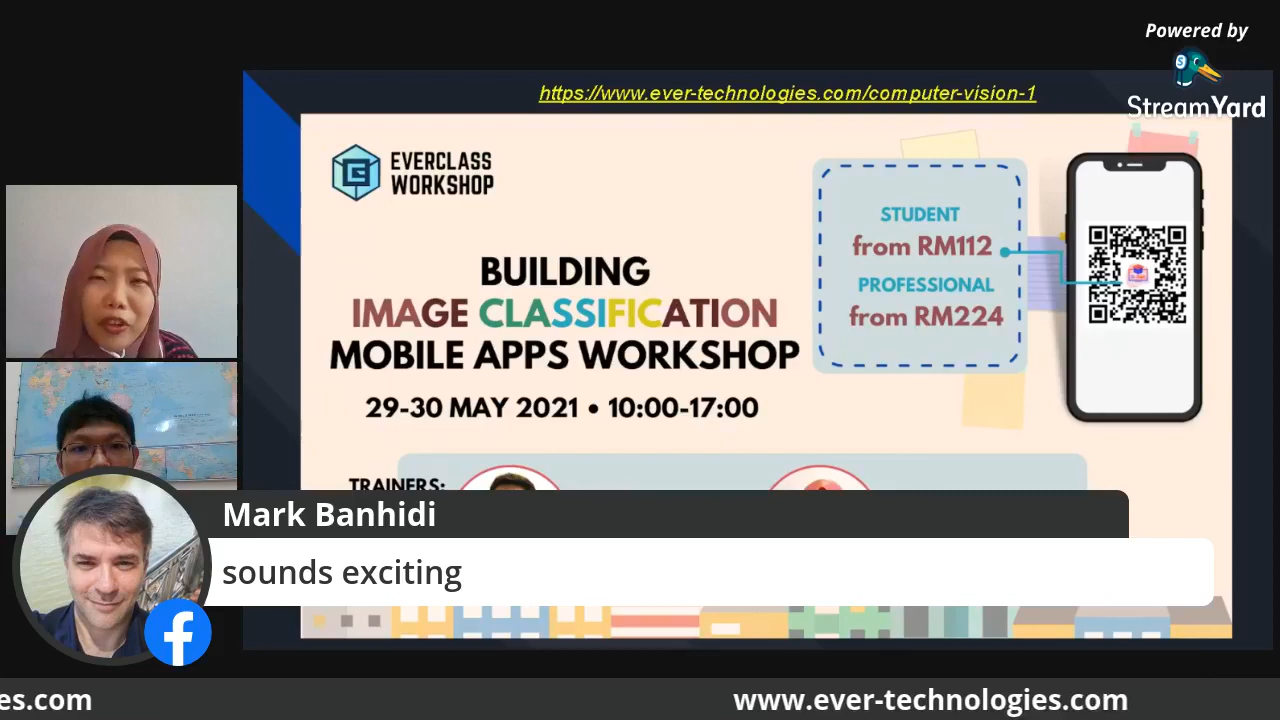 Powered by
StreamYard
https://www.ever-technologies.com/computer-vision-1
EVERCLASS
WORKSHOP
BUILDING
IMAGE CLASSIFICATION
MOBILE APPS WORKSHOP
29-30 MAY 2021 • 10:00-17:00
STUDENT
from RM112
PROFESSIONAL
from RM224
TRAINERS:
Mark Banhidi
sounds exciting
es.com
www.ever-technologies.com